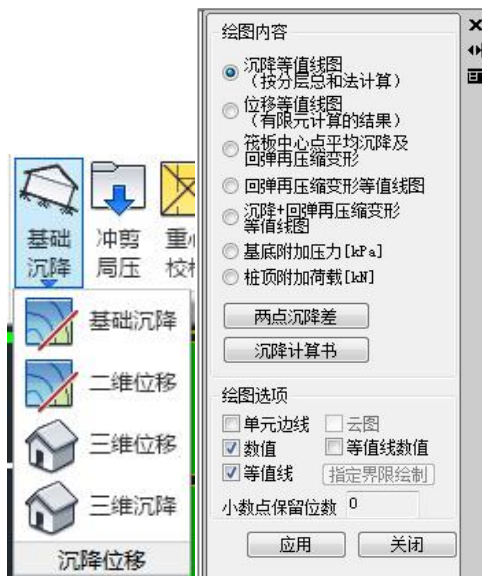 基础
沉降
冲剪
局压
重心
校核
基础沉降
二维位移
三维位移
三维沉降
沉降位移
绘图内容
沉降等值线图
（按分层总和法计算）
位移等值线图
（有限元计算的结果）
筏板中心点平均沉降及
回弹再压缩变形
回弹再压缩变形等值线图
沉降+回弹再压缩变形
等值线图
基底附加压力[kPa]
桩顶附加荷载[kN]
两点沉降差
沉降计算书
绘图选项
单元边线
云图
数值
等值线数值
等值线
指定界限绘制
小数点保留位数 0
应用
关闭